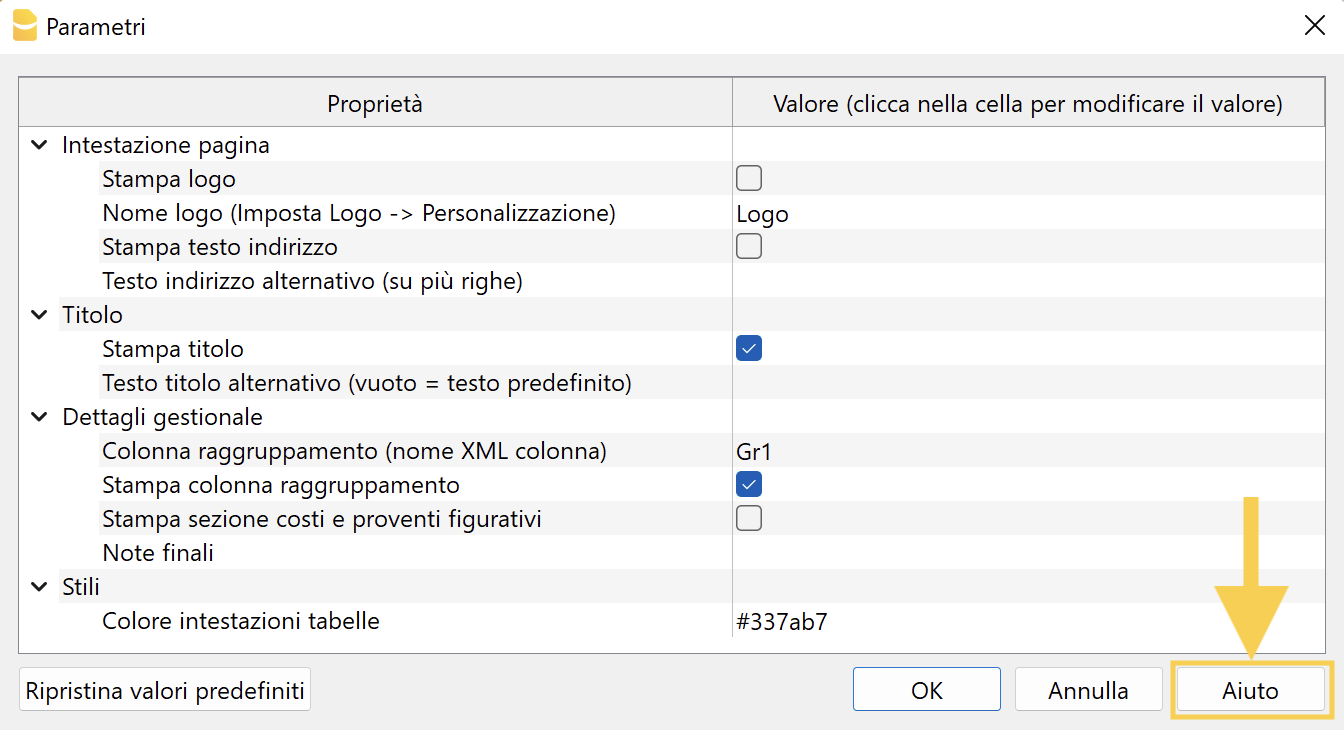 Parametri
Proprietà
Valore (clicca nella cella per modificare il valore)
Intestazione pagina
Stampa logo
Nome logo (Imposta Logo -> Personalizzazione)
Logo
Stampa testo indirizzo
Testo indirizzo alternativo (su più righe)
Titolo
Stampa titolo
Testo titolo alternativo (vuoto = testo predefinito)
Dettagli gestionale
Colonna raggruppamento (nome XML colonna)
Gr1
Stampa colonna raggruppamento
Stampa sezione costi e proventi figurativi
Note finali
Stili
Colore intestazioni tabelle
#337ab7
Ripristina valori predefiniti
OK
Annulla
Aiuto